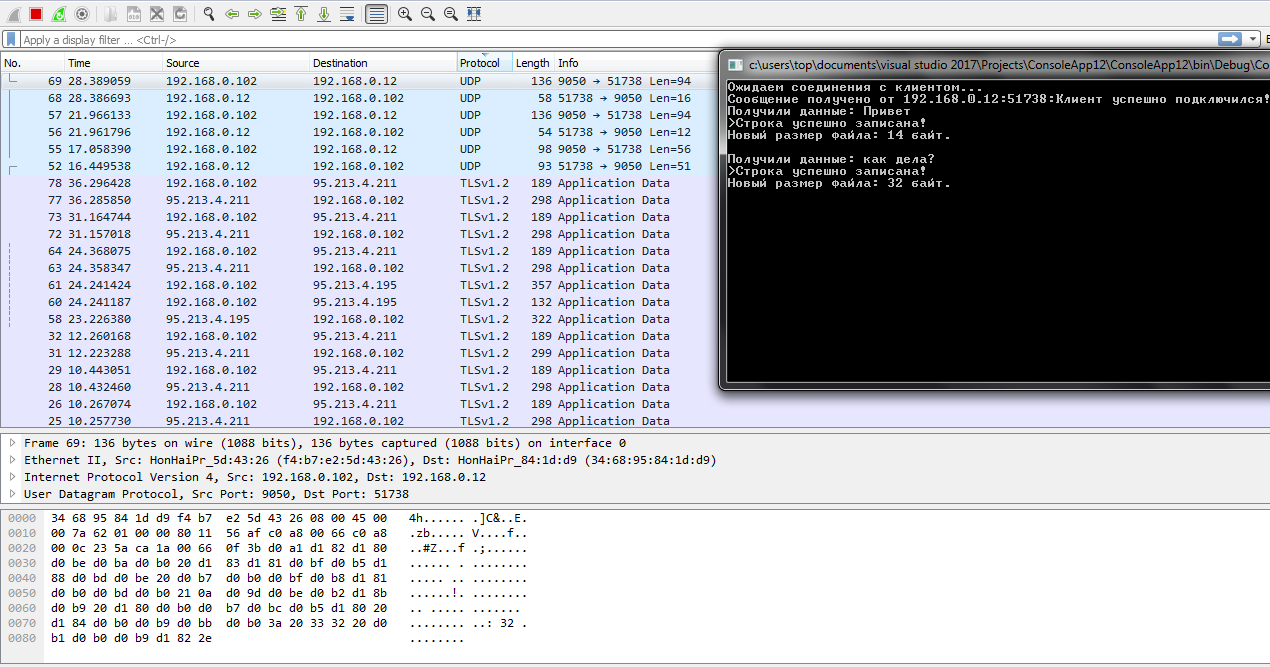 Apply a display filter ... <Ctrl-/>
No. Time Source Destination Protocol Length Info
69 28.389059 192.168.0.102 192.168.0.12 UDP 136 9050 → 51738 Len=94
68 28.386693 192.168.0.12 192.168.0.102 UDP 58 51738 → 9050 Len=16
57 21.966133 192.168.0.102 192.168.0.12 UDP 136 9050 → 51738 Len=94
56 21.961796 192.168.0.12 192.168.0.102 UDP 54 51738 → 9050 Len=12
55 17.058390 192.168.0.102 192.168.0.12 UDP 98 9050 → 51738 Len=56
52 16.449538 192.168.0.12 192.168.0.102 UDP 93 51738 → 9050 Len=51
78 36.296428 192.168.0.102 95.213.4.211 TLSv1.2 189 Application Data
77 36.285850 95.213.4.211 192.168.0.102 TLSv1.2 298 Application Data
73 31.164744 192.168.0.102 95.213.4.211 TLSv1.2 189 Application Data
72 31.157018 95.213.4.211 192.168.0.102 TLSv1.2 298 Application Data
64 24.368075 192.168.0.102 95.213.4.211 TLSv1.2 189 Application Data
63 24.358347 95.213.4.211 192.168.0.102 TLSv1.2 298 Application Data
61 24.241424 192.168.0.102 95.213.4.195 TLSv1.2 357 Application Data
60 24.241187 192.168.0.102 95.213.4.195 TLSv1.2 132 Application Data
58 23.226380 95.213.4.195 192.168.0.102 TLSv1.2 322 Application Data
32 12.260168 192.168.0.102 95.213.4.211 TLSv1.2 189 Application Data
31 12.223288 95.213.4.211 192.168.0.102 TLSv1.2 299 Application Data
29 10.443051 192.168.0.102 95.213.4.211 TLSv1.2 189 Application Data
28 10.432460 95.213.4.211 192.168.0.102 TLSv1.2 298 Application Data
26 10.267074 192.168.0.102 95.213.4.211 TLSv1.2 189 Application Data
25 10.257730 95.213.4.211 192.168.0.102 TLSv1.2 298 Application Data
c:\users\top\documents\visual studio 2017\Projects\ConsoleApp12\ConsoleApp12\bin\Debug\Co
Ожидаем соединения с клиентом...
Сообщение получено от 192.168.0.12:51738:Клиент успешно подключился!
Получили данные: Привет
>Строка успешно записана!
Новый размер файла: 14 байт.
Получили данные: как дела?
>Строка успешно записана!
Новый размер файла: 32 байт.
Frame 69: 136 bytes on wire (1088 bits), 136 bytes captured (1088 bits) on interface 0
Ethernet II, Src: HonHaiPr_5d:43:26 (f4:b7:e2:5d:43:26), Dst: HonHaiPr_84:1d:d9 (34:68:95:84:1d:d9)
Internet Protocol Version 4, Src: 192.168.0.102, Dst: 192.168.0.12
User Datagram Protocol, Src Port: 9050, Dst Port: 51738
0000 34 68 95 84 1d d9 f4 b7 e2 5d 43 26 08 00 45 00 4h...... .]C&..E.
0010 00 7a 62 01 00 00 80 11 56 af c0 a8 00 66 c0 a8 .zb..... V....f..
0020 00 0c 23 5a ca 1a 00 66 0f 3b d0 a1 d1 82 d1 80 ..#Z...f .;......
0030 d0 be d0 ba d0 b0 20 d1 83 d1 81 d0 bf d0 b5 d1 ...... . ........
0040 88 d0 bd d0 be 20 d0 b7 d0 b0 d0 bf d0 b8 d1 81 ..... .. ........
0050 d0 b0 d0 bd d0 b0 21 0a d0 9d d0 be d0 b2 d1 8b ......!. ........
0060 d0 b9 20 d1 80 d0 b0 d0 b7 d0 bc d0 b5 d1 80 20 .. ..... .......
0070 d1 84 d0 b0 d0 b9 d0 bb d0 b0 3a 20 33 32 20 d0 ........ ..: 32 .
0080 b1 d0 b0 d0 b9 d1 82 2e ........